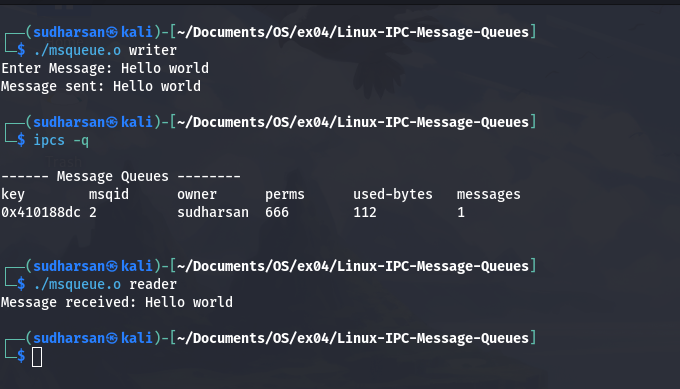 ┌──(sudharsan㉿kali)-[~/Documents/OS/ex04/Linux-IPC-Message-Queues]
└─$ ./msqueue.o writer
Enter Message: Hello world
Message sent: Hello world
┌──(sudharsan㉿kali)-[~/Documents/OS/ex04/Linux-IPC-Message-Queues]
└─$ ipcs -q
------ Message Queues --------
key        msqid      owner      perms      used-bytes   messages
0x410188dc 2          sudharsan  666        112          1
┌──(sudharsan㉿kali)-[~/Documents/OS/ex04/Linux-IPC-Message-Queues]
└─$ ./msqueue.o reader
Message received: Hello world
┌──(sudharsan㉿kali)-[~/Documents/OS/ex04/Linux-IPC-Message-Queues]
└─$